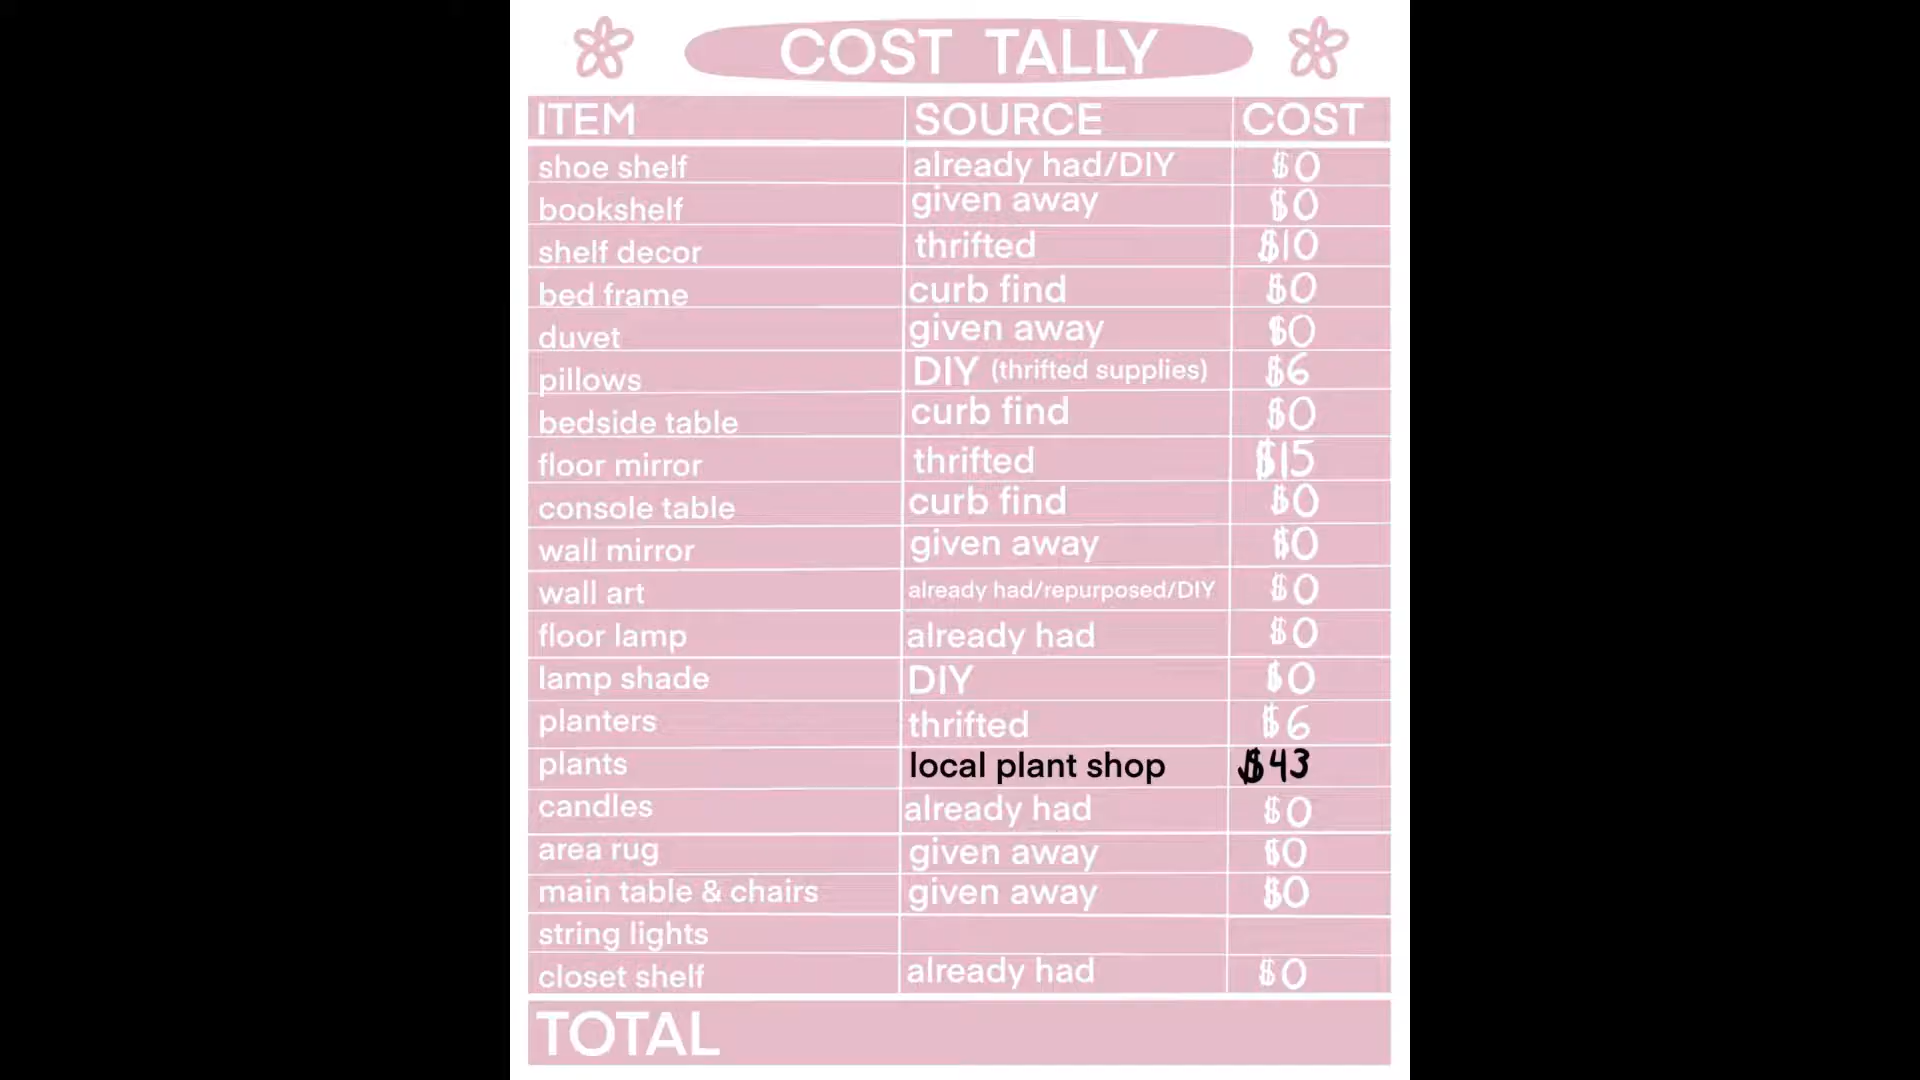 COST TALLY
ITEM SOURCE COST
shoe shelf already had/DIY $0
bookshelf given away $0
shelf decor thrifted $10
bed frame curb find $0
duvet given away $0
pillows DIY (thrifted supplies) $6
bedside table curb find $0
floor mirror thrifted $15
console table curb find $0
wall mirror given away $0
wall art already had/repurposed/DIY $0
floor lamp already had $0
lamp shade DIY $0
planters thrifted $6
plants local plant shop $43
candles already had $0
area rug given away $0
main table & chairs given away $0
string lights
closet shelf already had $0
TOTAL